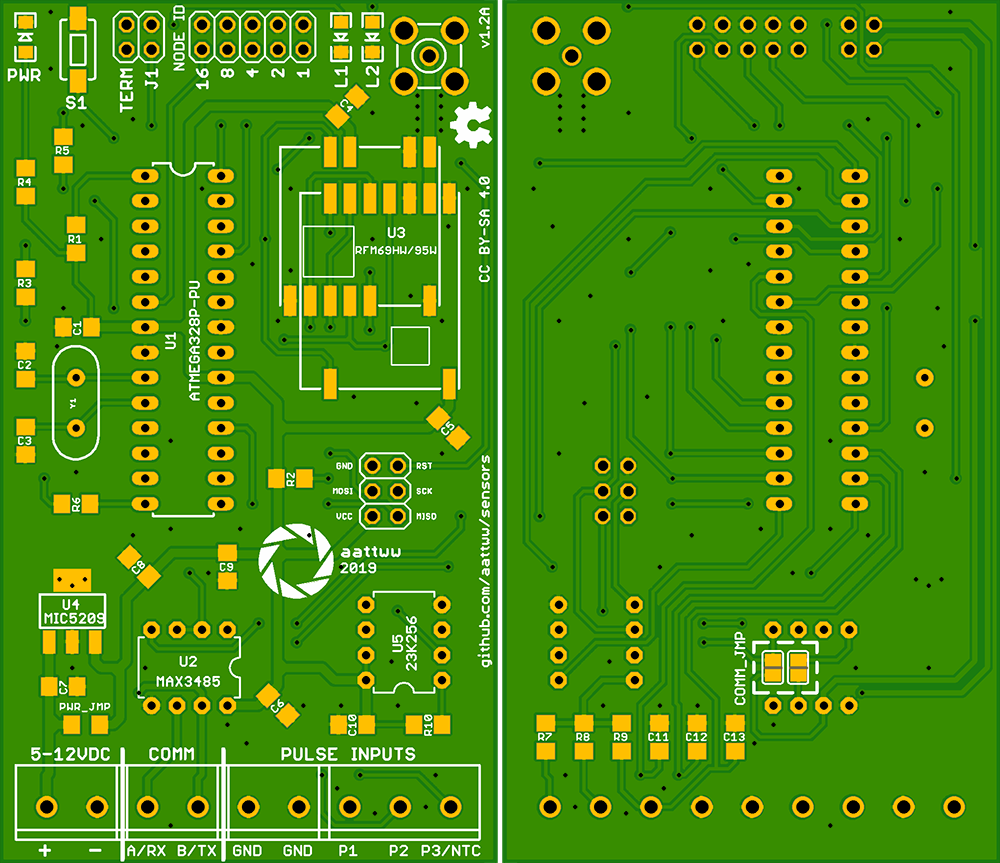 PWR
S1
TERM
J1
NODE ID
16
8
4
2
1
L1
L2
v1.2A
C4
R5
R4
R1
R3
C1
C2
C3
Y1
R6
U1
ATMEGA328P-PU
U3
RFM69HW/95W
CC BY-SA 4.0
C5
R2
GND
RST
MOSI
SCK
VCC
MISO
aattwu
2019
github.com/aattwu/sensors
C8
C9
U4
MIC5209
U2
MAX3485
U5
23K256
C7
PWR_JMP
C6
C10
R10
5-12VDC
COMM
PULSE INPUTS
+
-
A/RX
B/TX
GND
GND
P1
P2
P3/NTC
COMM_JMP
R7
R8
R9
C11
C12
C13